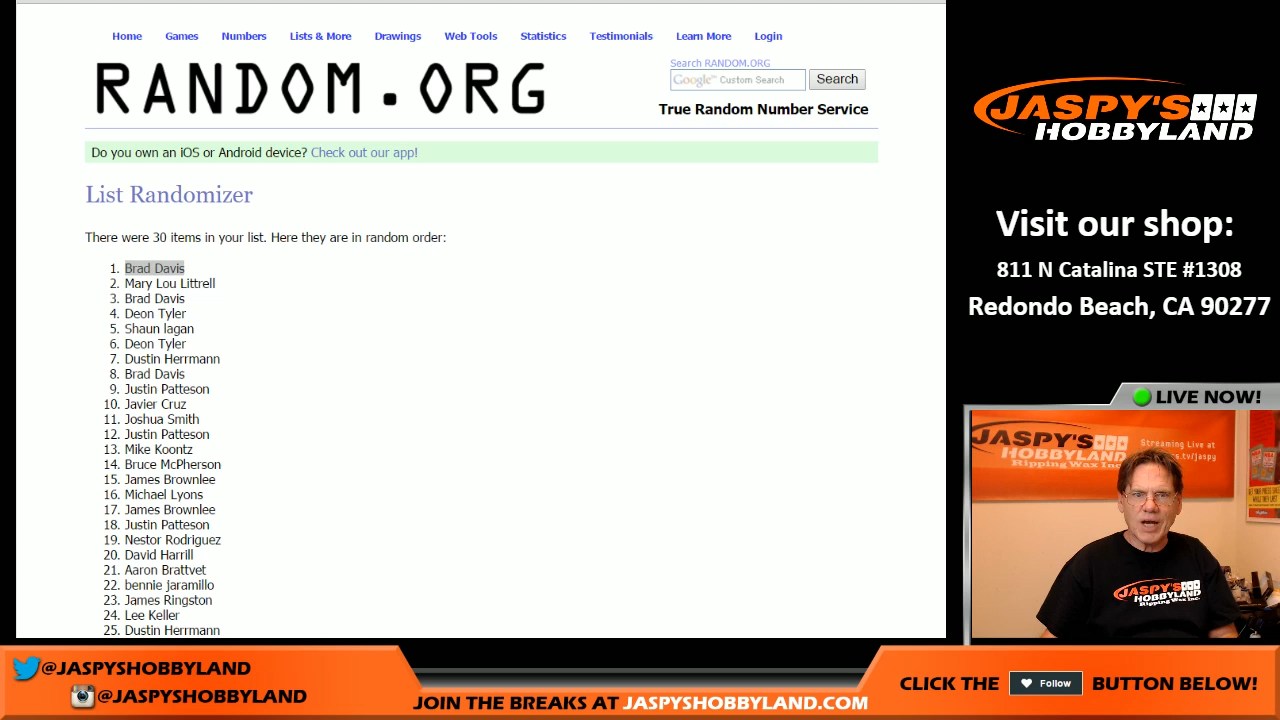 Home Games Numbers Lists & More Drawings Web Tools Statistics Testimonials Learn More Login
RANDOM.ORG
Search RANDOM.ORG
Google™ Custom Search Search
True Random Number Service
Do you own an iOS or Android device? Check out our app!
List Randomizer
There were 30 items in your list. Here they are in random order:
1. Brad Davis
2. Mary Lou Littrell
3. Brad Davis
4. Deon Tyler
5. Shaun lagan
6. Deon Tyler
7. Dustin Herrmann
8. Brad Davis
9. Justin Patteson
10. Javier Cruz
11. Joshua Smith
12. Justin Patteson
13. Mike Koontz
14. Bruce McPherson
15. James Brownlee
16. Michael Lyons
17. James Brownlee
18. Justin Patteson
19. Nestor Rodriguez
20. David Harrill
21. Aaron Brattvet
22. bennie jaramillo
23. James Ringston
24. Lee Keller
25. Dustin Herrmann
JASPY'S
HOBBYLAND
Visit our shop:
811 N Catalina STE #1308
Redondo Beach, CA 90277
LIVE NOW!
JASPY'S
HOBBYLAND
Ripping Wax Inc.
Streaming Live at
JASPY'S
HOBBYLAND
Ripping Wax Inc.
@JASPYSHOBBYLAND
@JASPYSHOBBYLAND
JOIN THE BREAKS AT JASPYSHOBBYLAND.COM
CLICK THE Follow BUTTON BELOW!